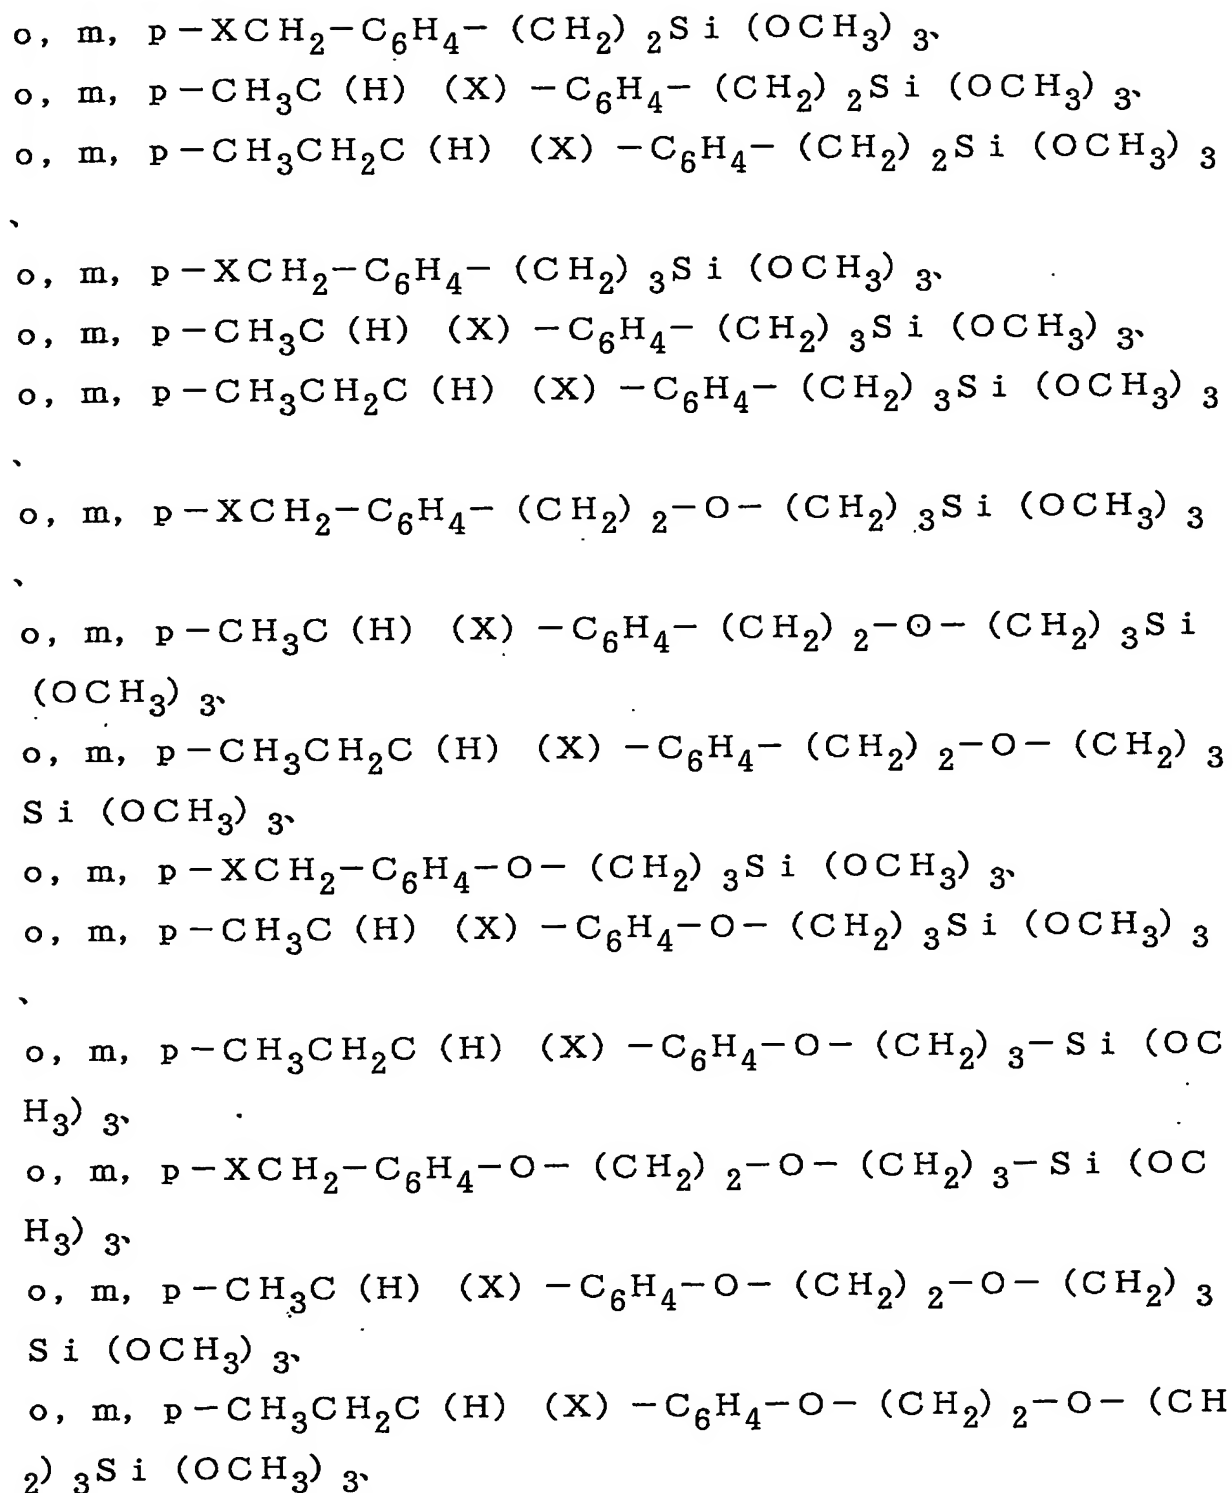 o, m, p-XCH₂-C₆H₄-(CH₂)₂Si(OCH₃)₃、
o, m, p-CH₃C(H)(X)-C₆H₄-(CH₂)₂Si(OCH₃)₃、
o, m, p-CH₃CH₂C(H)(X)-C₆H₄-(CH₂)₂Si(OCH₃)₃
、
o, m, p-XCH₂-C₆H₄-(CH₂)₃Si(OCH₃)₃、
o, m, p-CH₃C(H)(X)-C₆H₄-(CH₂)₃Si(OCH₃)₃、
o, m, p-CH₃CH₂C(H)(X)-C₆H₄-(CH₂)₃Si(OCH₃)₃
、
o, m, p-XCH₂-C₆H₄-(CH₂)₂-O-(CH₂)₃Si(OCH₃)₃
、
o, m, p-CH₃C(H)(X)-C₆H₄-(CH₂)₂-O-(CH₂)₃Si
(OCH₃)₃、
o, m, p-CH₃CH₂C(H)(X)-C₆H₄-(CH₂)₂-O-(CH₂)₃
Si(OCH₃)₃、
o, m, p-XCH₂-C₆H₄-O-(CH₂)₃Si(OCH₃)₃、
o, m, p-CH₃C(H)(X)-C₆H₄-O-(CH₂)₃Si(OCH₃)₃
、
o, m, p-CH₃CH₂C(H)(X)-C₆H₄-O-(CH₂)₃-Si(OC
H₃)₃、
o, m, p-XCH₂-C₆H₄-O-(CH₂)₂-O-(CH₂)₃-Si(OC
H₃)₃、
o, m, p-CH₃C(H)(X)-C₆H₄-O-(CH₂)₂-O-(CH₂)₃
Si(OCH₃)₃、
o, m, p-CH₃CH₂C(H)(X)-C₆H₄-O-(CH₂)₂-O-(CH
₂)₃Si(OCH₃)₃、